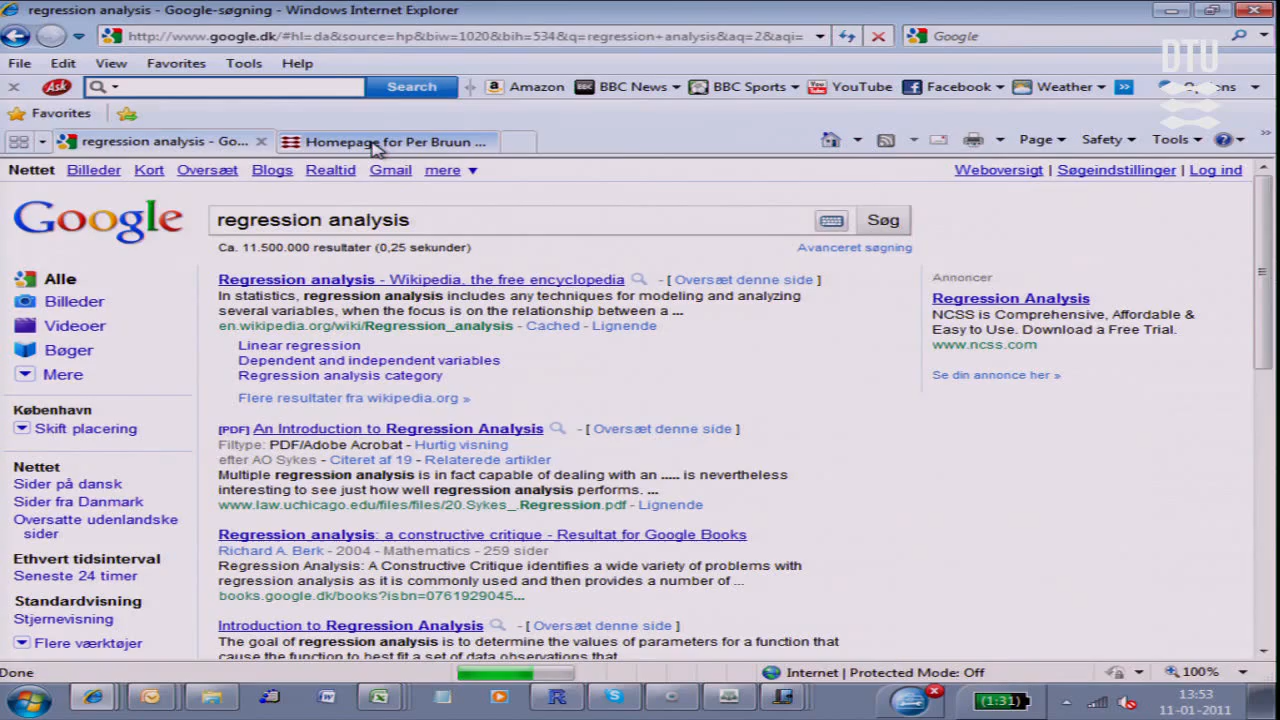 regression analysis - Google-søgning - Windows Internet Explorer
http://www.google.dk/#hl=da&source=hp&biw=1020&bih=534&q=regression+analysis&aq=2&aqi=
Google
File Edit View Favorites Tools Help
Ask
Search
Amazon BBC News BBC Sports YouTube Facebook Weather »
DTU
Favorites
regression analysis - Go... Homepage for Per Bruun ...
Page Safety Tools
Nettet Billeder Kort Oversæt Blogs Realtid Gmail mere
Weboversigt | Søgeindstillinger | Log ind
Google
regression analysis
Søg
Ca. 11.500.000 resultater (0,25 sekunder)
Avanceret søgning
Alle
Billeder
Videoer
Bøger
Mere
København
Skift placering
Nettet
Sider på dansk
Sider fra Danmark
Oversatte udenlandske
sider
Ethvert tidsinterval
Seneste 24 timer
Standardvisning
Stjernevisning
Flere værktøjer
Regression analysis - Wikipedia, the free encyclopedia - [ Oversæt denne side ]
In statistics, regression analysis includes any techniques for modeling and analyzing
several variables, when the focus is on the relationship between a ...
en.wikipedia.org/wiki/Regression_analysis - Cached - Lignende
Linear regression
Dependent and independent variables
Regression analysis category
Flere resultater fra wikipedia.org »
[PDF] An Introduction to Regression Analysis - [ Oversæt denne side ]
Filtype: PDF/Adobe Acrobat - Hurtig visning
efter AO Sykes - Citeret af 19 - Relaterede artikler
Multiple regression analysis is in fact capable of dealing with an ..... is nevertheless
interesting to see just how well regression analysis performs. ...
www.law.uchicago.edu/files/files/20.Sykes_.Regression.pdf - Lignende
Regression analysis: a constructive critique - Resultat for Google Books
Richard A. Berk - 2004 - Mathematics - 259 sider
Regression Analysis: A Constructive Critique identifies a wide variety of problems with
regression analysis as it is commonly used and then provides a number of ...
books.google.dk/books?isbn=0761929045...
Introduction to Regression Analysis - [ Oversæt denne side ]
The goal of regression analysis is to determine the values of parameters for a function that
cause the function to best fit a set of data observations that
Annoncer
Regression Analysis
NCSS is Comprehensive, Affordable &
Easy to Use. Download a Free Trial.
www.ncss.com
Se din annonce her »
Done
Internet | Protected Mode: Off
100%
(1:31)
13:53
11-01-2011